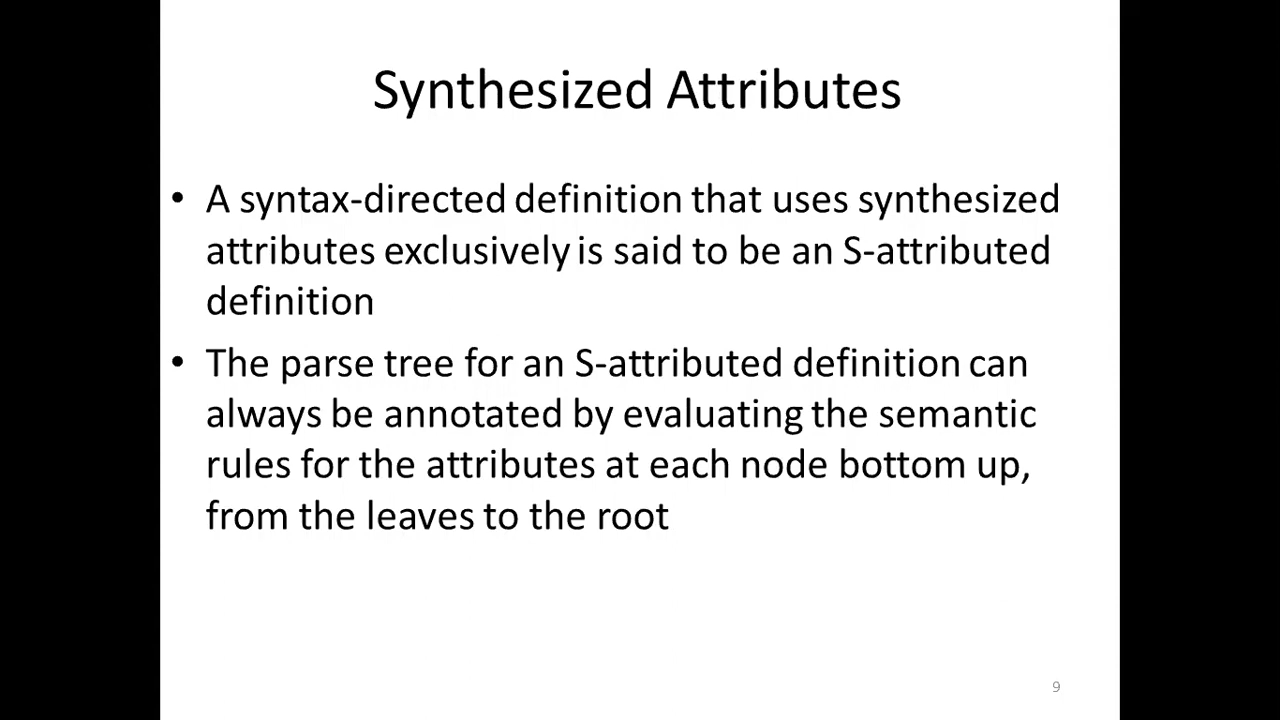 Synthesized Attributes
• A syntax-directed definition that uses synthesized
attributes exclusively is said to be an S-attributed
definition
• The parse tree for an S-attributed definition can
always be annotated by evaluating the semantic
rules for the attributes at each node bottom up,
from the leaves to the root
9